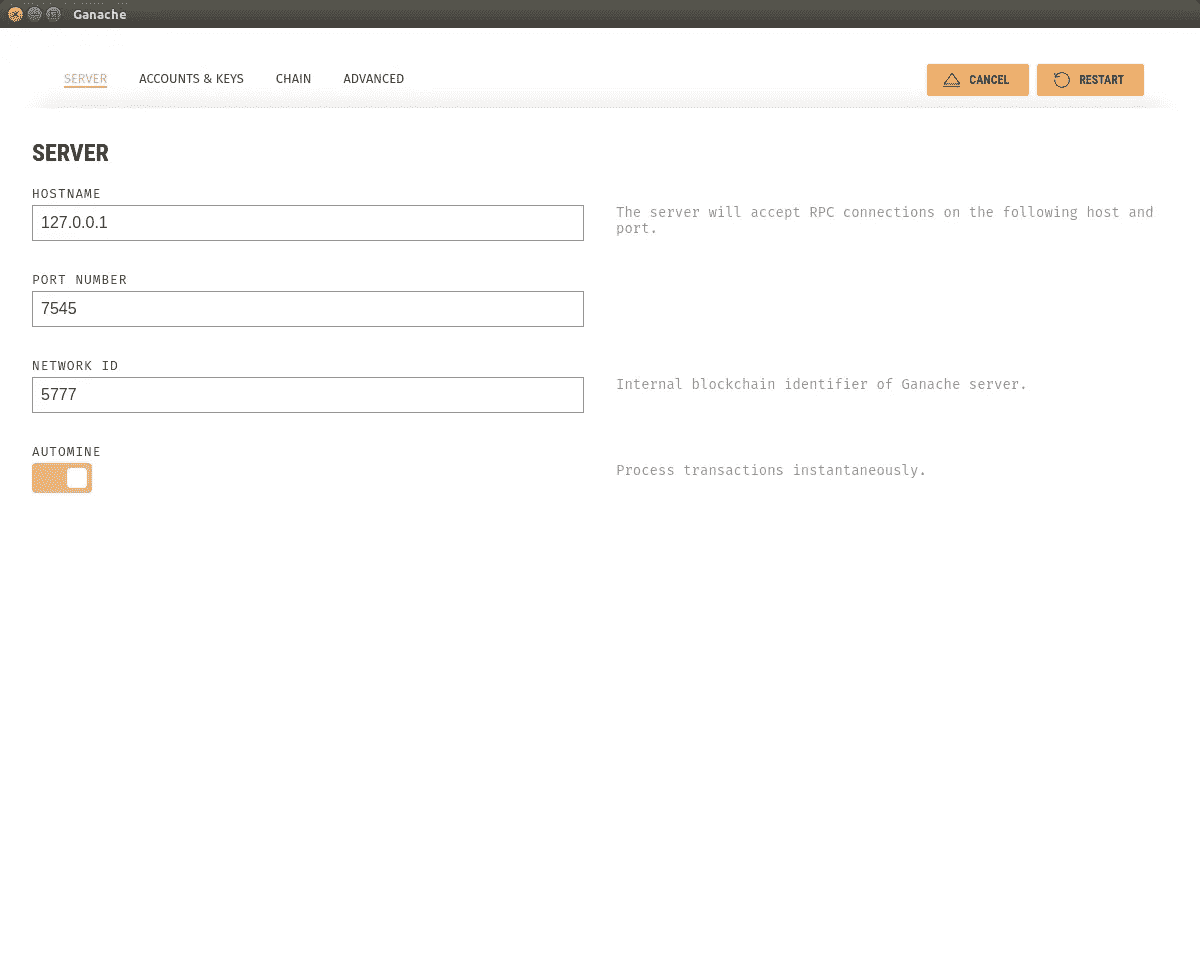 Ganache
SERVER ACCOUNTS & KEYS CHAIN ADVANCED CANCEL RESTART
SERVER
HOSTNAME
127.0.0.1
The server will accept RPC connections on the following host and
port.
PORT NUMBER
7545
NETWORK ID
5777
Internal blockchain identifier of Ganache server.
AUTOMINE
Process transactions instantaneously.